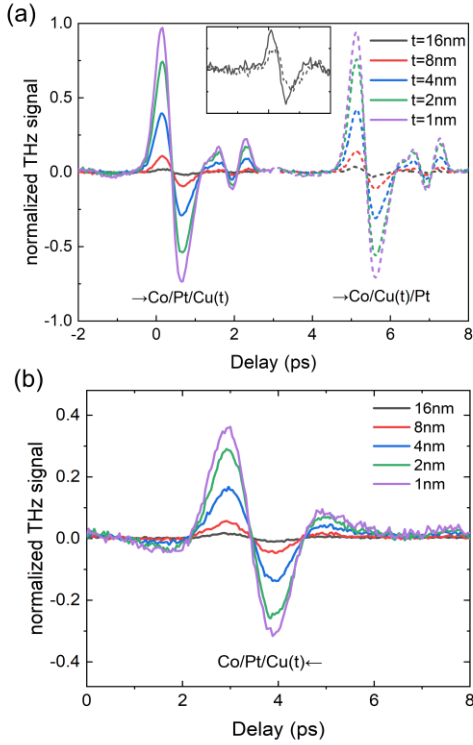 (a)
1.0
0.5
0.0
-0.5
-1.0
normalized THz signal
t=16nm
t=8nm
t=4nm
t=2nm
t=1nm
→Co/Pt/Cu(t)
→Co/Cu(t)/Pt
-2 0 2 4 6 8
Delay (ps)
(b)
0.4
0.2
0.0
-0.2
-0.4
normalized THz signal
16nm
8nm
4nm
2nm
1nm
Co/Pt/Cu(t)←
0 2 4 6 8
Delay (ps)